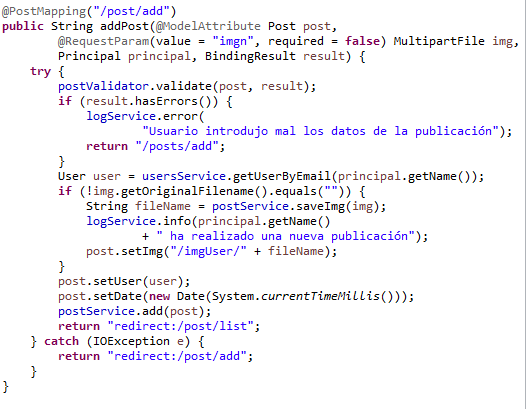 @PostMapping("/post/add")
public String addPost(@ModelAttribute Post post,
        @RequestParam(value = "imgn", required = false) MultipartFile img,
        Principal principal, BindingResult result) {
    try {
        postValidator.validate(post, result);
        if (result.hasErrors()) {
            logService.error(
                    "Usuario introdujo mal los datos de la publicación");
            return "/posts/add";
        }
        User user = usersService.getUserByEmail(principal.getName());
        if (!img.getOriginalFilename().equals("")) {
            String fileName = postService.saveImg(img);
            logService.info(principal.getName()
                    + " ha realizado una nueva publicación");
            post.setImg("/imgUser/" + fileName);
        }
        post.setUser(user);
        post.setDate(new Date(System.currentTimeMillis()));
        postService.add(post);
        return "redirect:/post/list";
    } catch (IOException e) {
        return "redirect:/post/add";
    }
}